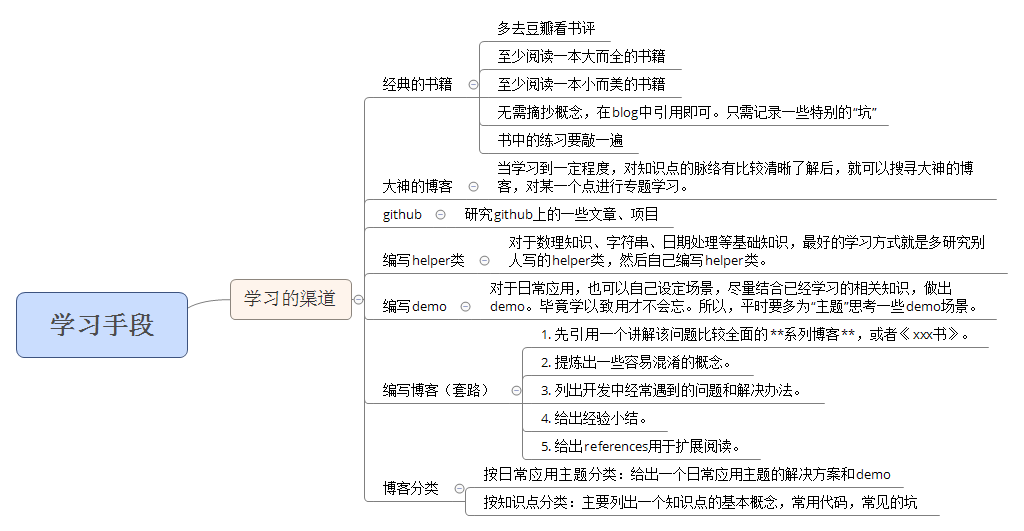 学习手段
学习的渠道
经典的书籍
多去豆瓣看书评
至少阅读一本大而全的书籍
至少阅读一本小而美的书籍
无需摘抄概念，在blog中引用即可。只需记录一些特别的“坑”
书中的练习要敲一遍
大神的博客
当学习到一定程度，对知识点的脉络有比较清晰了解后，就可以搜寻大神的博
客，对某一个点进行专题学习。
github
研究github上的一些文章、项目
编写helper类
对于数理知识、字符串、日期处理等基础知识，最好的学习方式就是多研究别
人写的helper类，然后自己编写helper类。
编写demo
对于日常应用，也可以自己设定场景，尽量结合已经学习的相关知识，做出
demo。毕竟学以致用才不会忘。所以，平时要多为“主题”思考一些demo场景。
编写博客（套路）
1. 先引用一个讲解该问题比较全面的**系列博客**，或者《xxx书》。
2. 提炼出一些容易混淆的概念。
3. 列出开发中经常遇到的问题和解决办法。
4. 给出经验小结。
5. 给出references用于扩展阅读。
博客分类
按日常应用主题分类：给出一个日常应用主题的解决方案和demo
按知识点分类：主要列出一个知识点的基本概念，常用代码，常见的坑